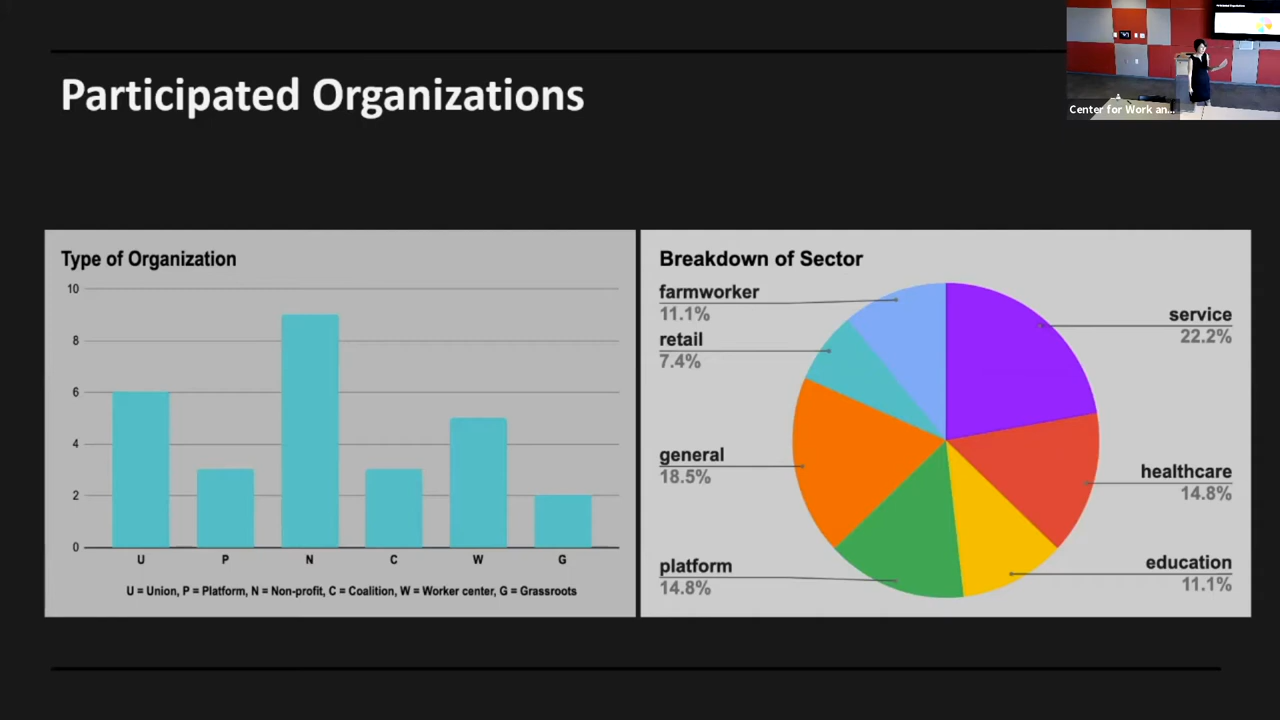 Participated Organizations
Center for Work an...
Type of Organization
10
8
6
4
2
0
U P N C W G
U = Union, P = Platform, N = Non-profit, C = Coalition, W = Worker center, G = Grassroots
Breakdown of Sector
farmworker
11.1%
retail
7.4%
general
18.5%
platform
14.8%
service
22.2%
healthcare
14.8%
education
11.1%